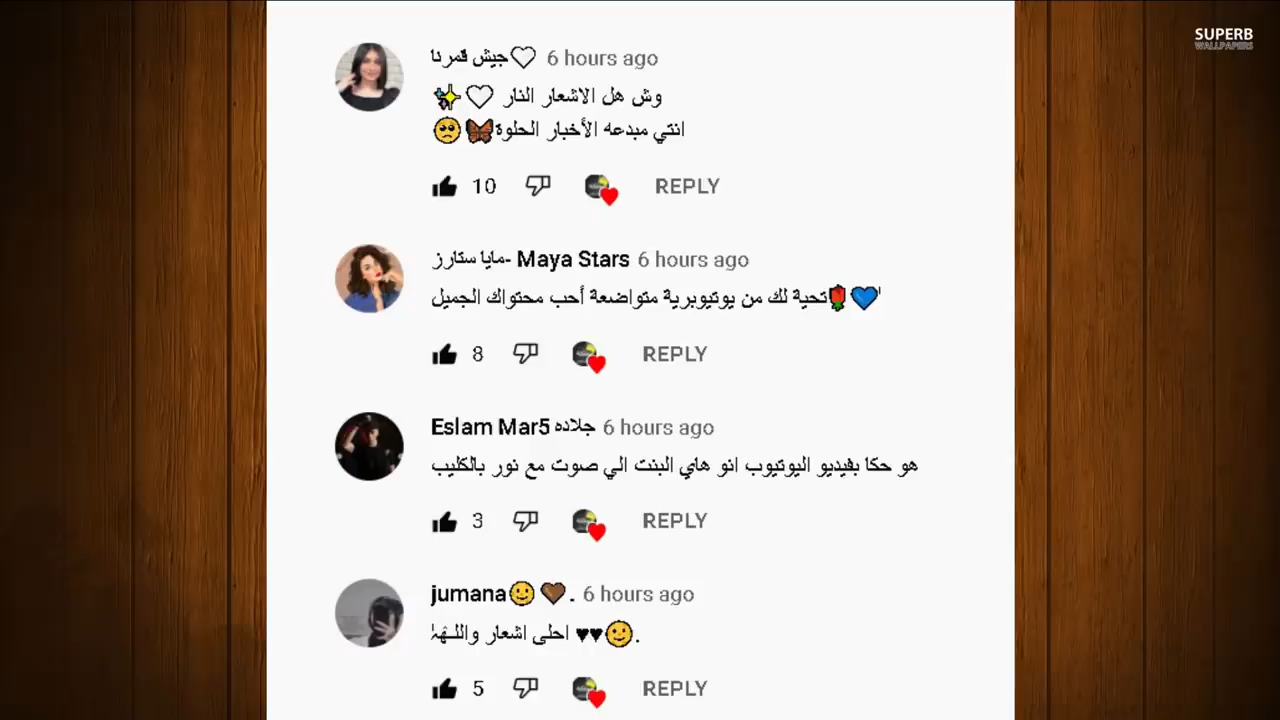 SUPERB
WALLPAPERS
جيش قمرنا🤍 6 hours ago
وش هل الاشعار النار 🤍✨
انتي مبدعه الأخبار الحلوة🦋🥺
10 REPLY
مايا ستارز- Maya Stars 6 hours ago
تحية لك من يوتيوبرية متواضعة أحب محتواك الجميل🌹💙'
8 REPLY
Eslam Mar5 جلاده 6 hours ago
هو حكا بفيديو اليوتيوب انو هاي البنت الي صوت مع نور بالكليب
3 REPLY
jumana🙂🤎. 6 hours ago
احلى اشعار واللـهہٰ ♥♥🙂.
5 REPLY